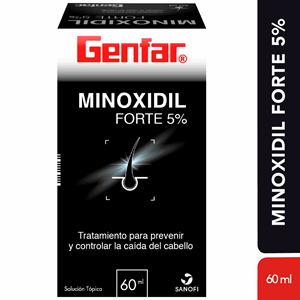 Genfar®
MINOXIDIL
FORTE 5%
Tratamiento para prevenir
y controlar la caída del cabello
Solución Tópica
60 ml
SANOFI
MINOXIDIL FORTE 5%
60 ml